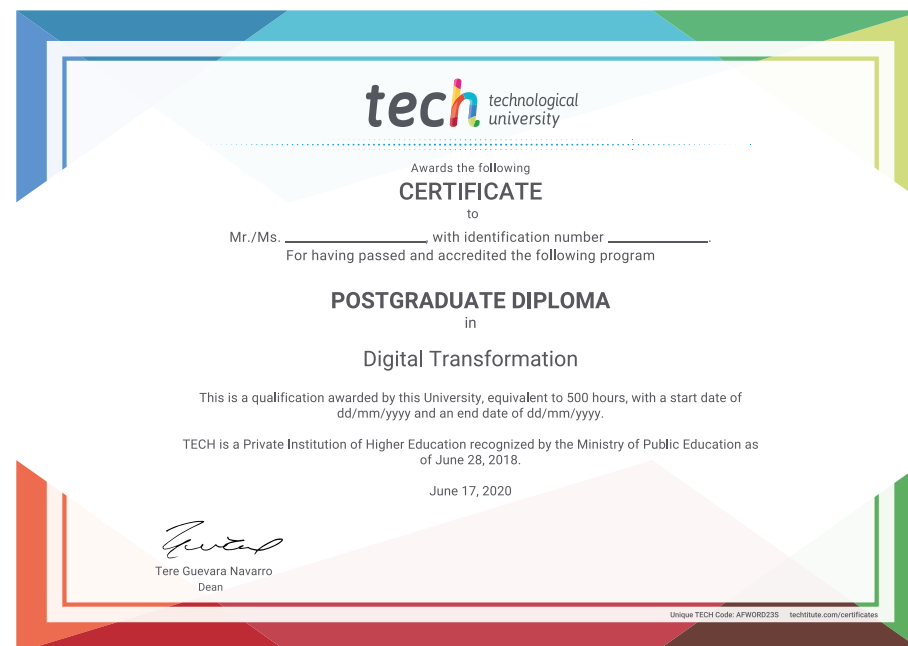 tech technological
university
Awards the following
CERTIFICATE
to
Mr./Ms. ____________________, with identification number ______________.
For having passed and accredited the following program
POSTGRADUATE DIPLOMA
in
Digital Transformation
This is a qualification awarded by this University, equivalent to 500 hours, with a start date of
dd/mm/yyyy and an end date of dd/mm/yyyy.
TECH is a Private Institution of Higher Education recognized by the Ministry of Public Education as
of June 28, 2018.
June 17, 2020
Tere Guevara Navarro
Dean
Unique TECH Code: AFWORD23S techtitute.com/certificates